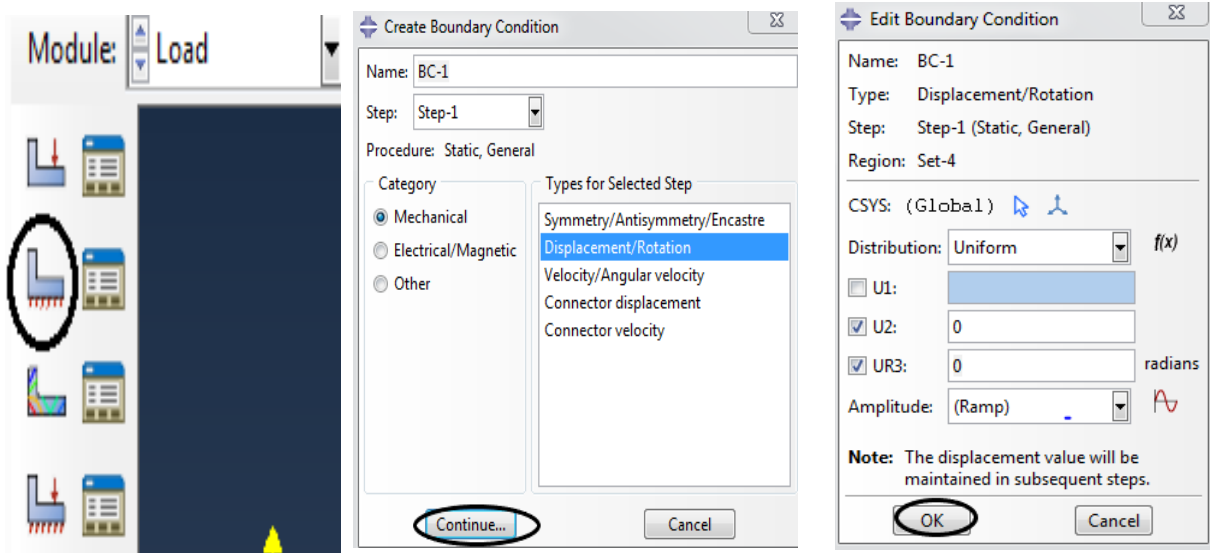 Module: Load
Create Boundary Condition
Name: BC-1
Step: Step-1
Procedure: Static, General
Category
Mechanical
Electrical/Magnetic
Other
Types for Selected Step
Symmetry/Antisymmetry/Encastre
Displacement/Rotation
Velocity/Angular velocity
Connector displacement
Connector velocity
Continue...
Cancel
Edit Boundary Condition
Name: BC-1
Type: Displacement/Rotation
Step: Step-1 (Static, General)
Region: Set-4
CSYS: (Global)
Distribution: Uniform f(x)
U1:
U2: 0
UR3: 0 radians
Amplitude: (Ramp)
Note: The displacement value will be
maintained in subsequent steps.
OK
Cancel